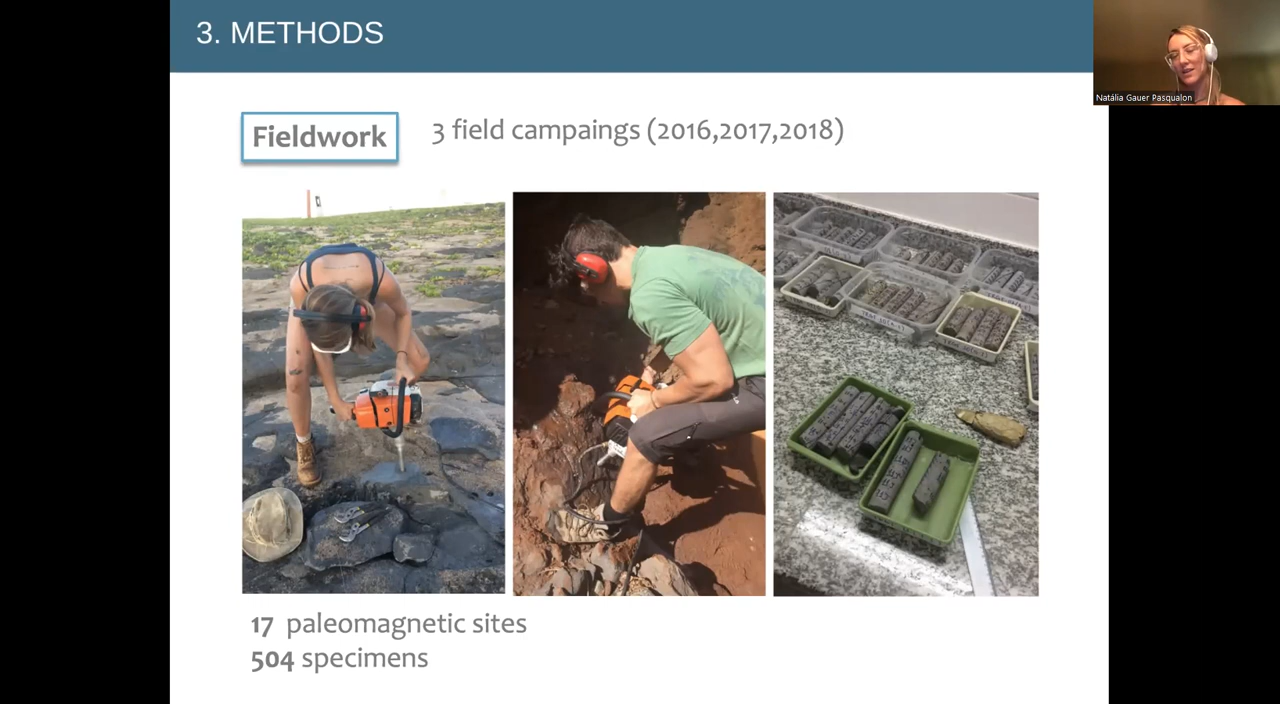 3. METHODS
Natália Gauer Pasqualon
Fieldwork
3 field campaings (2016,2017,2018)
17 paleomagnetic sites
504 specimens